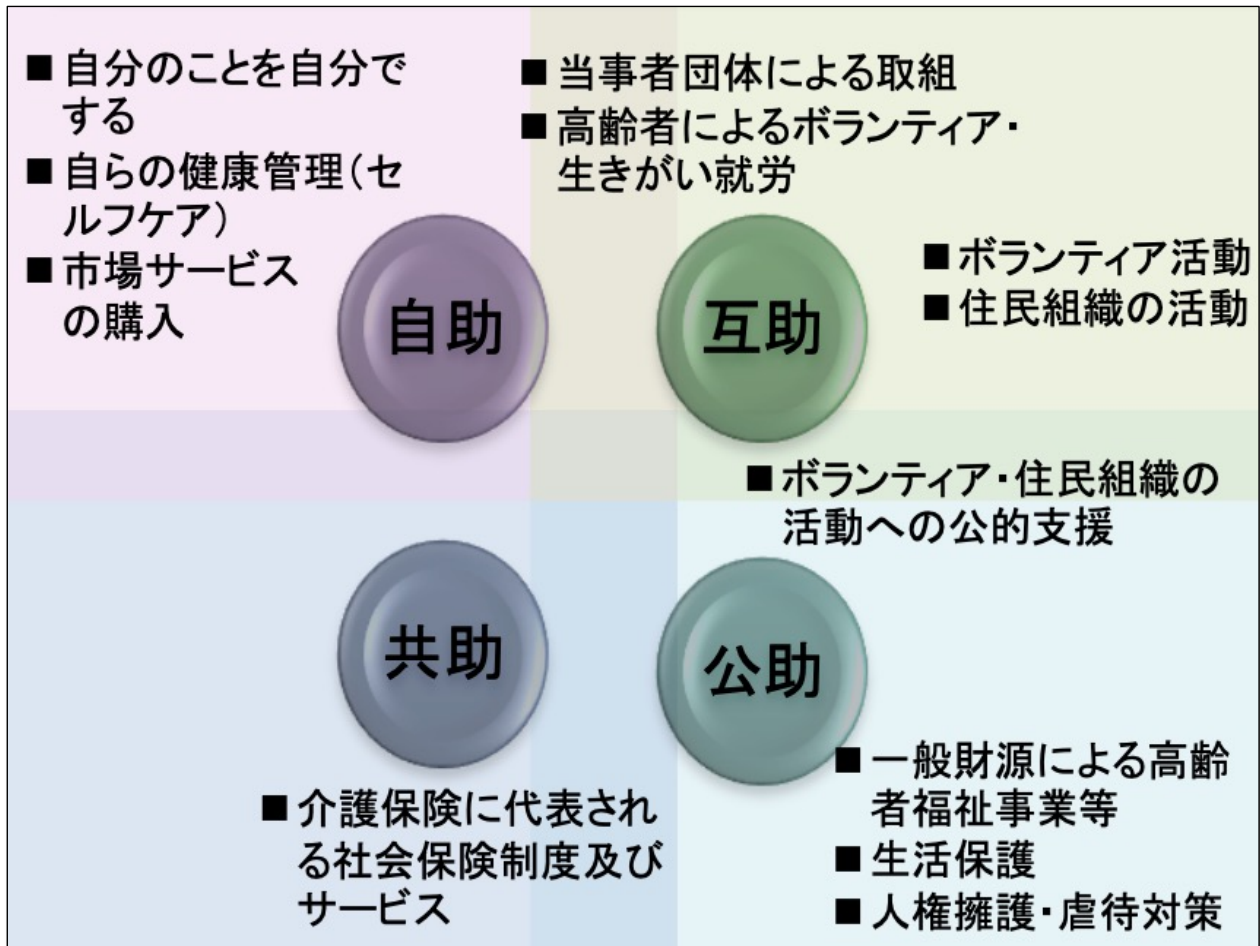 ■ 自分のことを自分で
する
■ 自らの健康管理(セ
ルフケア)
■ 市場サービス
の購入
■ 当事者団体による取組
■ 高齢者によるボランティア・
生きがい就労
■ ボランティア活動
■ 住民組織の活動
自助
互助
■ ボランティア・住民組織の
活動への公的支援
共助
公助
■ 介護保険に代表され
る社会保険制度及び
サービス
■ 一般財源による高齢
者福祉事業等
■ 生活保護
■ 人権擁護・虐待対策